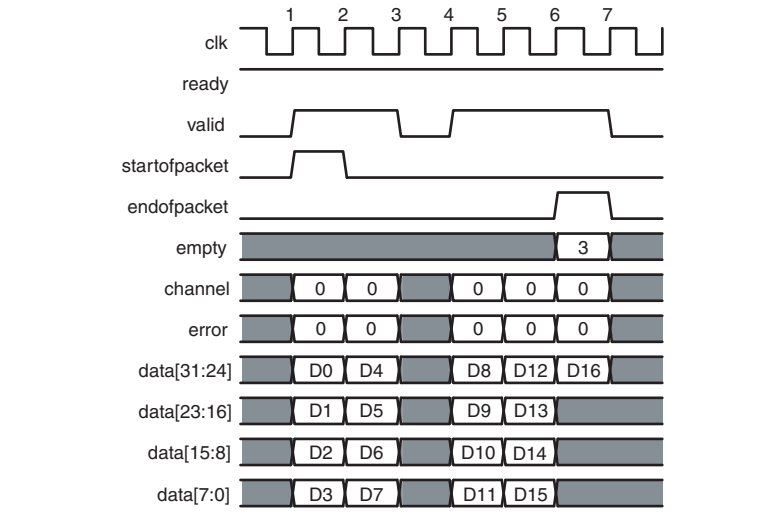 1 2 3 4 5 6 7
clk
ready
valid
startofpacket
endofpacket
empty 3
channel 0 0 0 0 0
error 0 0 0 0 0
data[31:24] D0 D4 D8 D12 D16
data[23:16] D1 D5 D9 D13
data[15:8] D2 D6 D10 D14
data[7:0] D3 D7 D11 D15